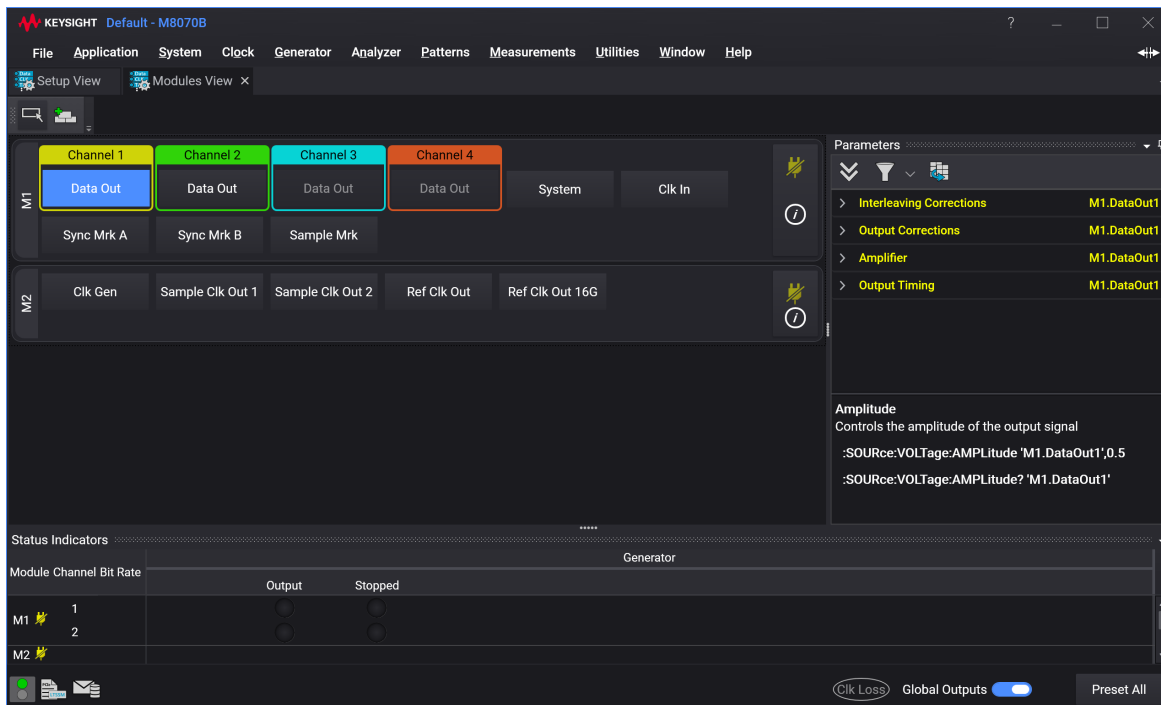 KEYSIGHT Default - M8070B
?
File Application System Clock Generator Analyzer Patterns Measurements Utilities Window Help
Setup View Modules View
M1
Channel 1 Channel 2 Channel 3 Channel 4
Data Out Data Out Data Out Data Out System Clk In
Sync Mrk A Sync Mrk B Sample Mrk
i
M2
Clk Gen Sample Clk Out 1 Sample Clk Out 2 Ref Clk Out Ref Clk Out 16G
i
Parameters
Interleaving Corrections M1.DataOut1
Output Corrections M1.DataOut1
Amplifier M1.DataOut1
Output Timing M1.DataOut1
Amplitude
Controls the amplitude of the output signal
:SOURce:VOLTage:AMPLitude 'M1.DataOut1',0.5
:SOURce:VOLTage:AMPLitude? 'M1.DataOut1'
Status Indicators
Module Channel Bit Rate
Generator
Output Stopped
M1
1
2
M2
Clk Loss Global Outputs Preset All